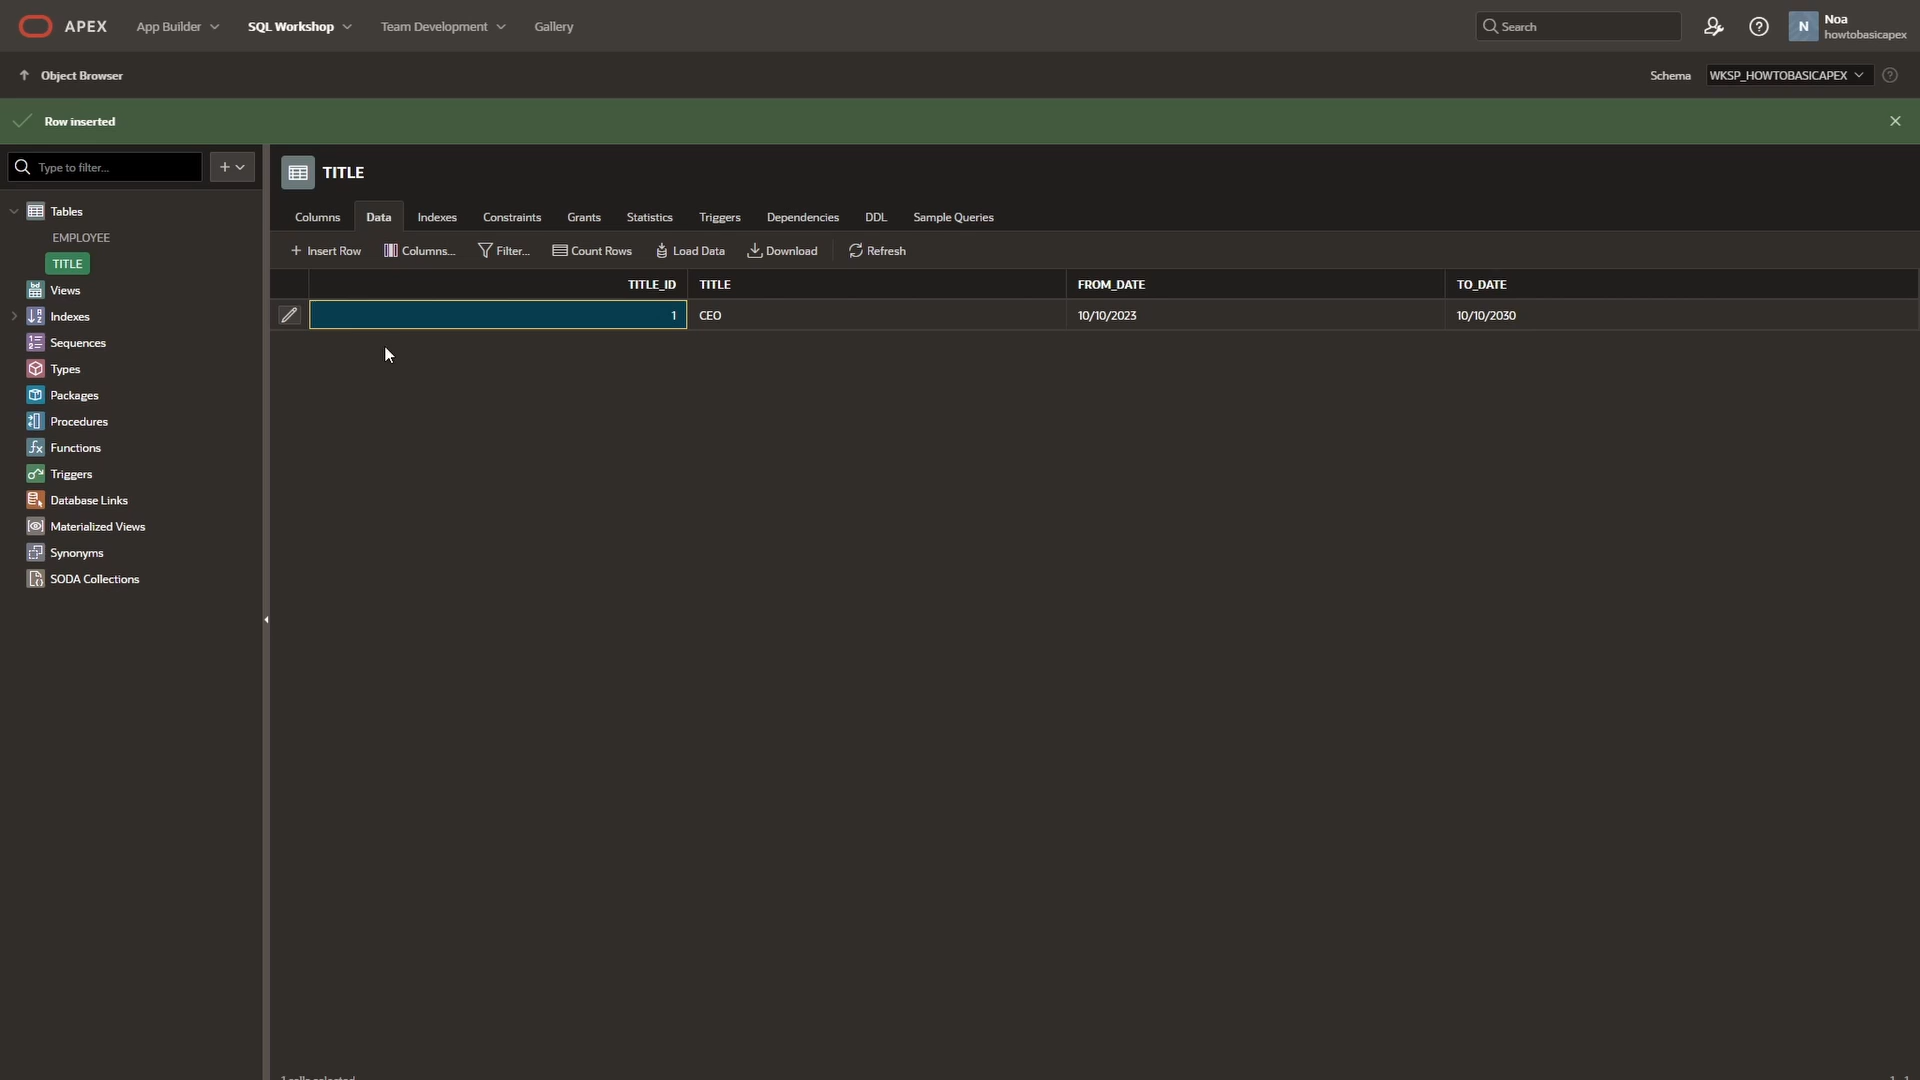 APEX App Builder SQL Workshop Team Development Gallery Search N Noa
howtobasicapex
Object Browser Schema WKSP_HOWTOBASICAPEX
Row inserted
Type to filter...
TITLE
Columns Data Indexes Constraints Grants Statistics Triggers Dependencies DDL Sample Queries
Insert Row Columns... Filter... Count Rows Load Data Download Refresh
TITLE_ID TITLE FROM_DATE TO_DATE
1 CEO 10/10/2023 10/10/2030
Tables
EMPLOYEE
TITLE
Views
Indexes
Sequences
Types
Packages
Procedures
Functions
Triggers
Database Links
Materialized Views
Synonyms
SODA Collections